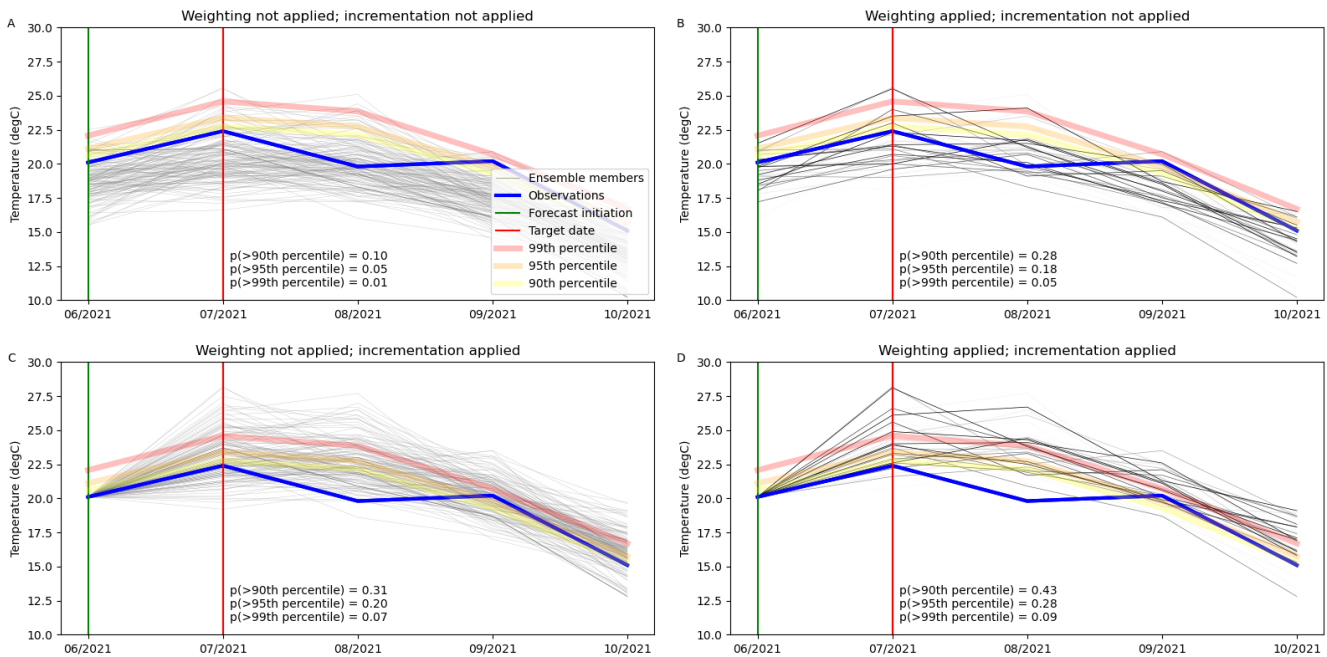 A
Weighting not applied; incrementation not applied
30.0
27.5
25.0
22.5
20.0
17.5
15.0
12.5
10.0
Temperature (degC)
Ensemble members
Observations
Forecast initiation
Target date
99th percentile
95th percentile
90th percentile
p(>90th percentile) = 0.10
p(>95th percentile) = 0.05
p(>99th percentile) = 0.01
06/2021 07/2021 08/2021 09/2021 10/2021
B
Weighting applied; incrementation not applied
30.0
27.5
25.0
22.5
20.0
17.5
15.0
12.5
10.0
Temperature (degC)
p(>90th percentile) = 0.28
p(>95th percentile) = 0.18
p(>99th percentile) = 0.05
06/2021 07/2021 08/2021 09/2021 10/2021
C
Weighting not applied; incrementation applied
30.0
27.5
25.0
22.5
20.0
17.5
15.0
12.5
10.0
Temperature (degC)
p(>90th percentile) = 0.31
p(>95th percentile) = 0.20
p(>99th percentile) = 0.07
06/2021 07/2021 08/2021 09/2021 10/2021
D
Weighting applied; incrementation applied
30.0
27.5
25.0
22.5
20.0
17.5
15.0
12.5
10.0
Temperature (degC)
p(>90th percentile) = 0.43
p(>95th percentile) = 0.28
p(>99th percentile) = 0.09
06/2021 07/2021 08/2021 09/2021 10/2021